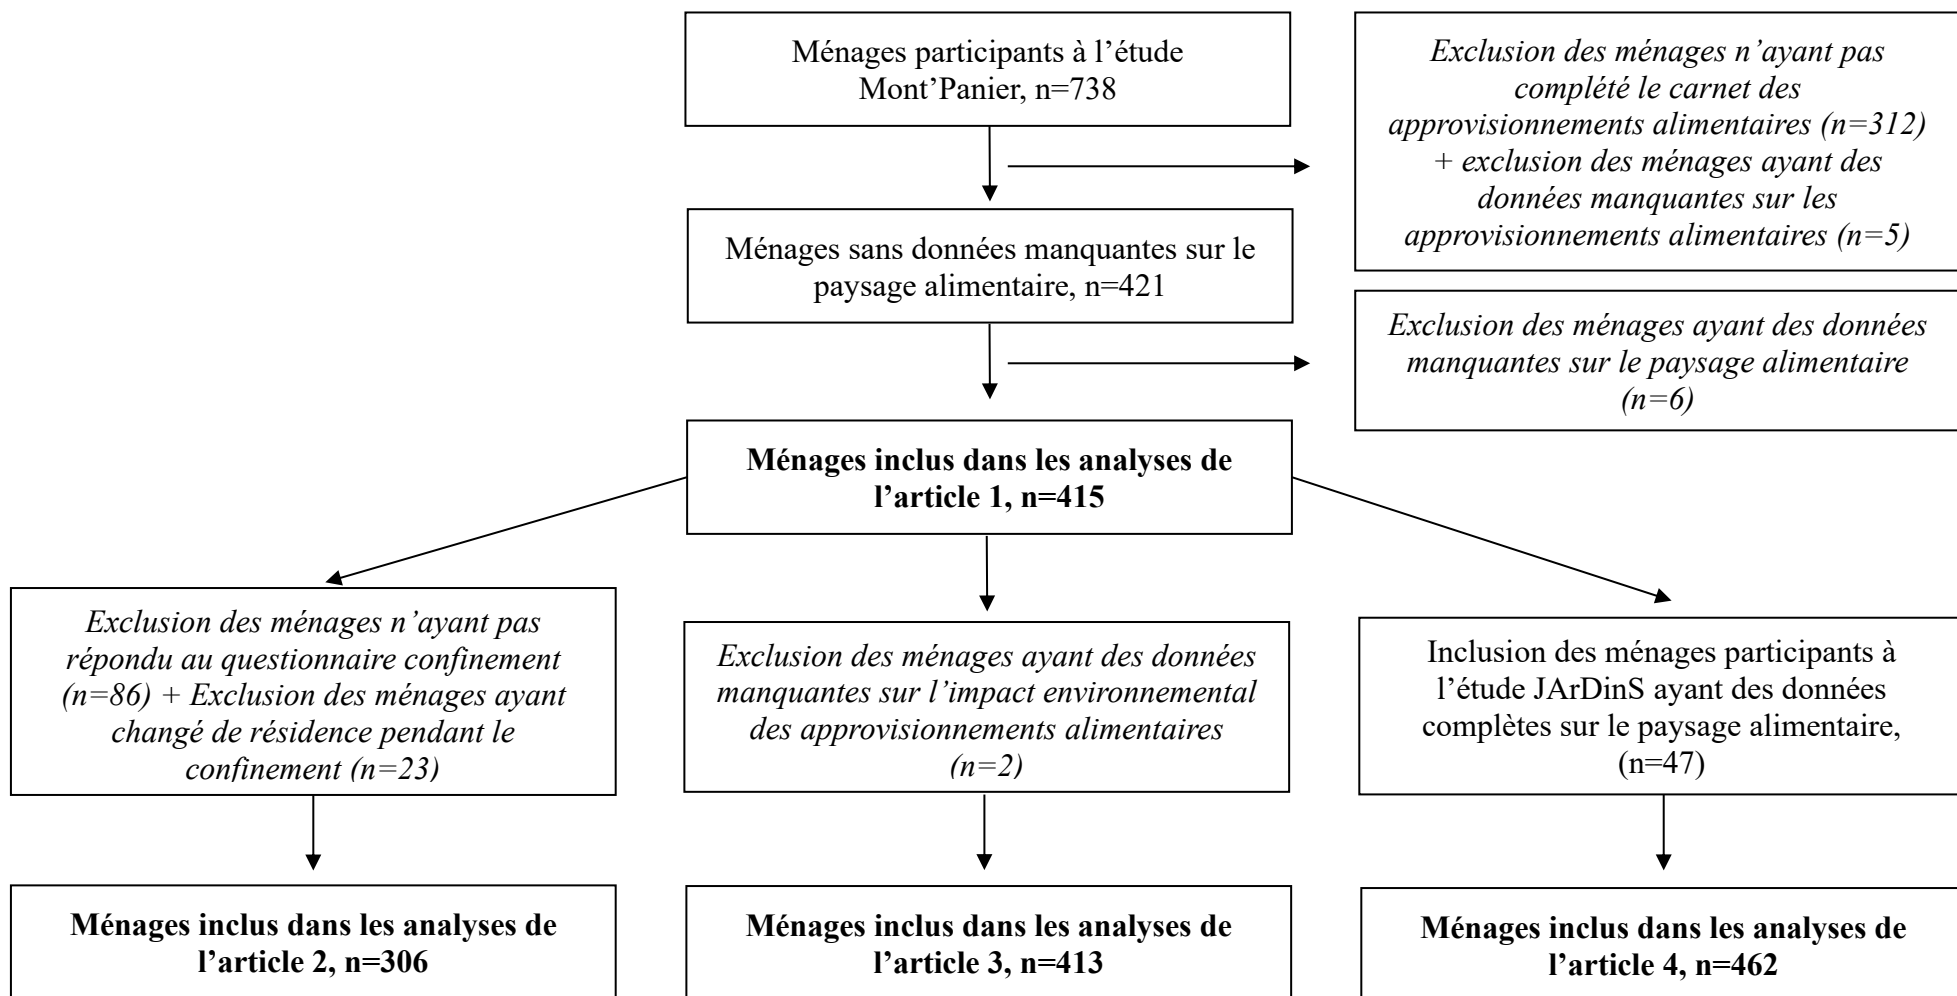 Ménages participants à l’étude
Mont’Panier, n=738
Exclusion des ménages n’ayant pas
complété le carnet des
approvisionnements alimentaires (n=312)
+ exclusion des ménages ayant des
données manquantes sur les
approvisionnements alimentaires (n=5)
Ménages sans données manquantes sur le
paysage alimentaire, n=421
Exclusion des ménages ayant des données
manquantes sur le paysage alimentaire
(n=6)
Ménages inclus dans les analyses de
l’article 1, n=415
Exclusion des ménages n’ayant pas
répondu au questionnaire confinement
(n=86) + Exclusion des ménages ayant
changé de résidence pendant le
confinement (n=23)
Exclusion des ménages ayant des données
manquantes sur l’impact environnemental
des approvisionnements alimentaires
(n=2)
Inclusion des ménages participants à
l’étude JArDinS ayant des données
complètes sur le paysage alimentaire,
(n=47)
Ménages inclus dans les analyses de
l’article 2, n=306
Ménages inclus dans les analyses de
l’article 3, n=413
Ménages inclus dans les analyses de
l’article 4, n=462